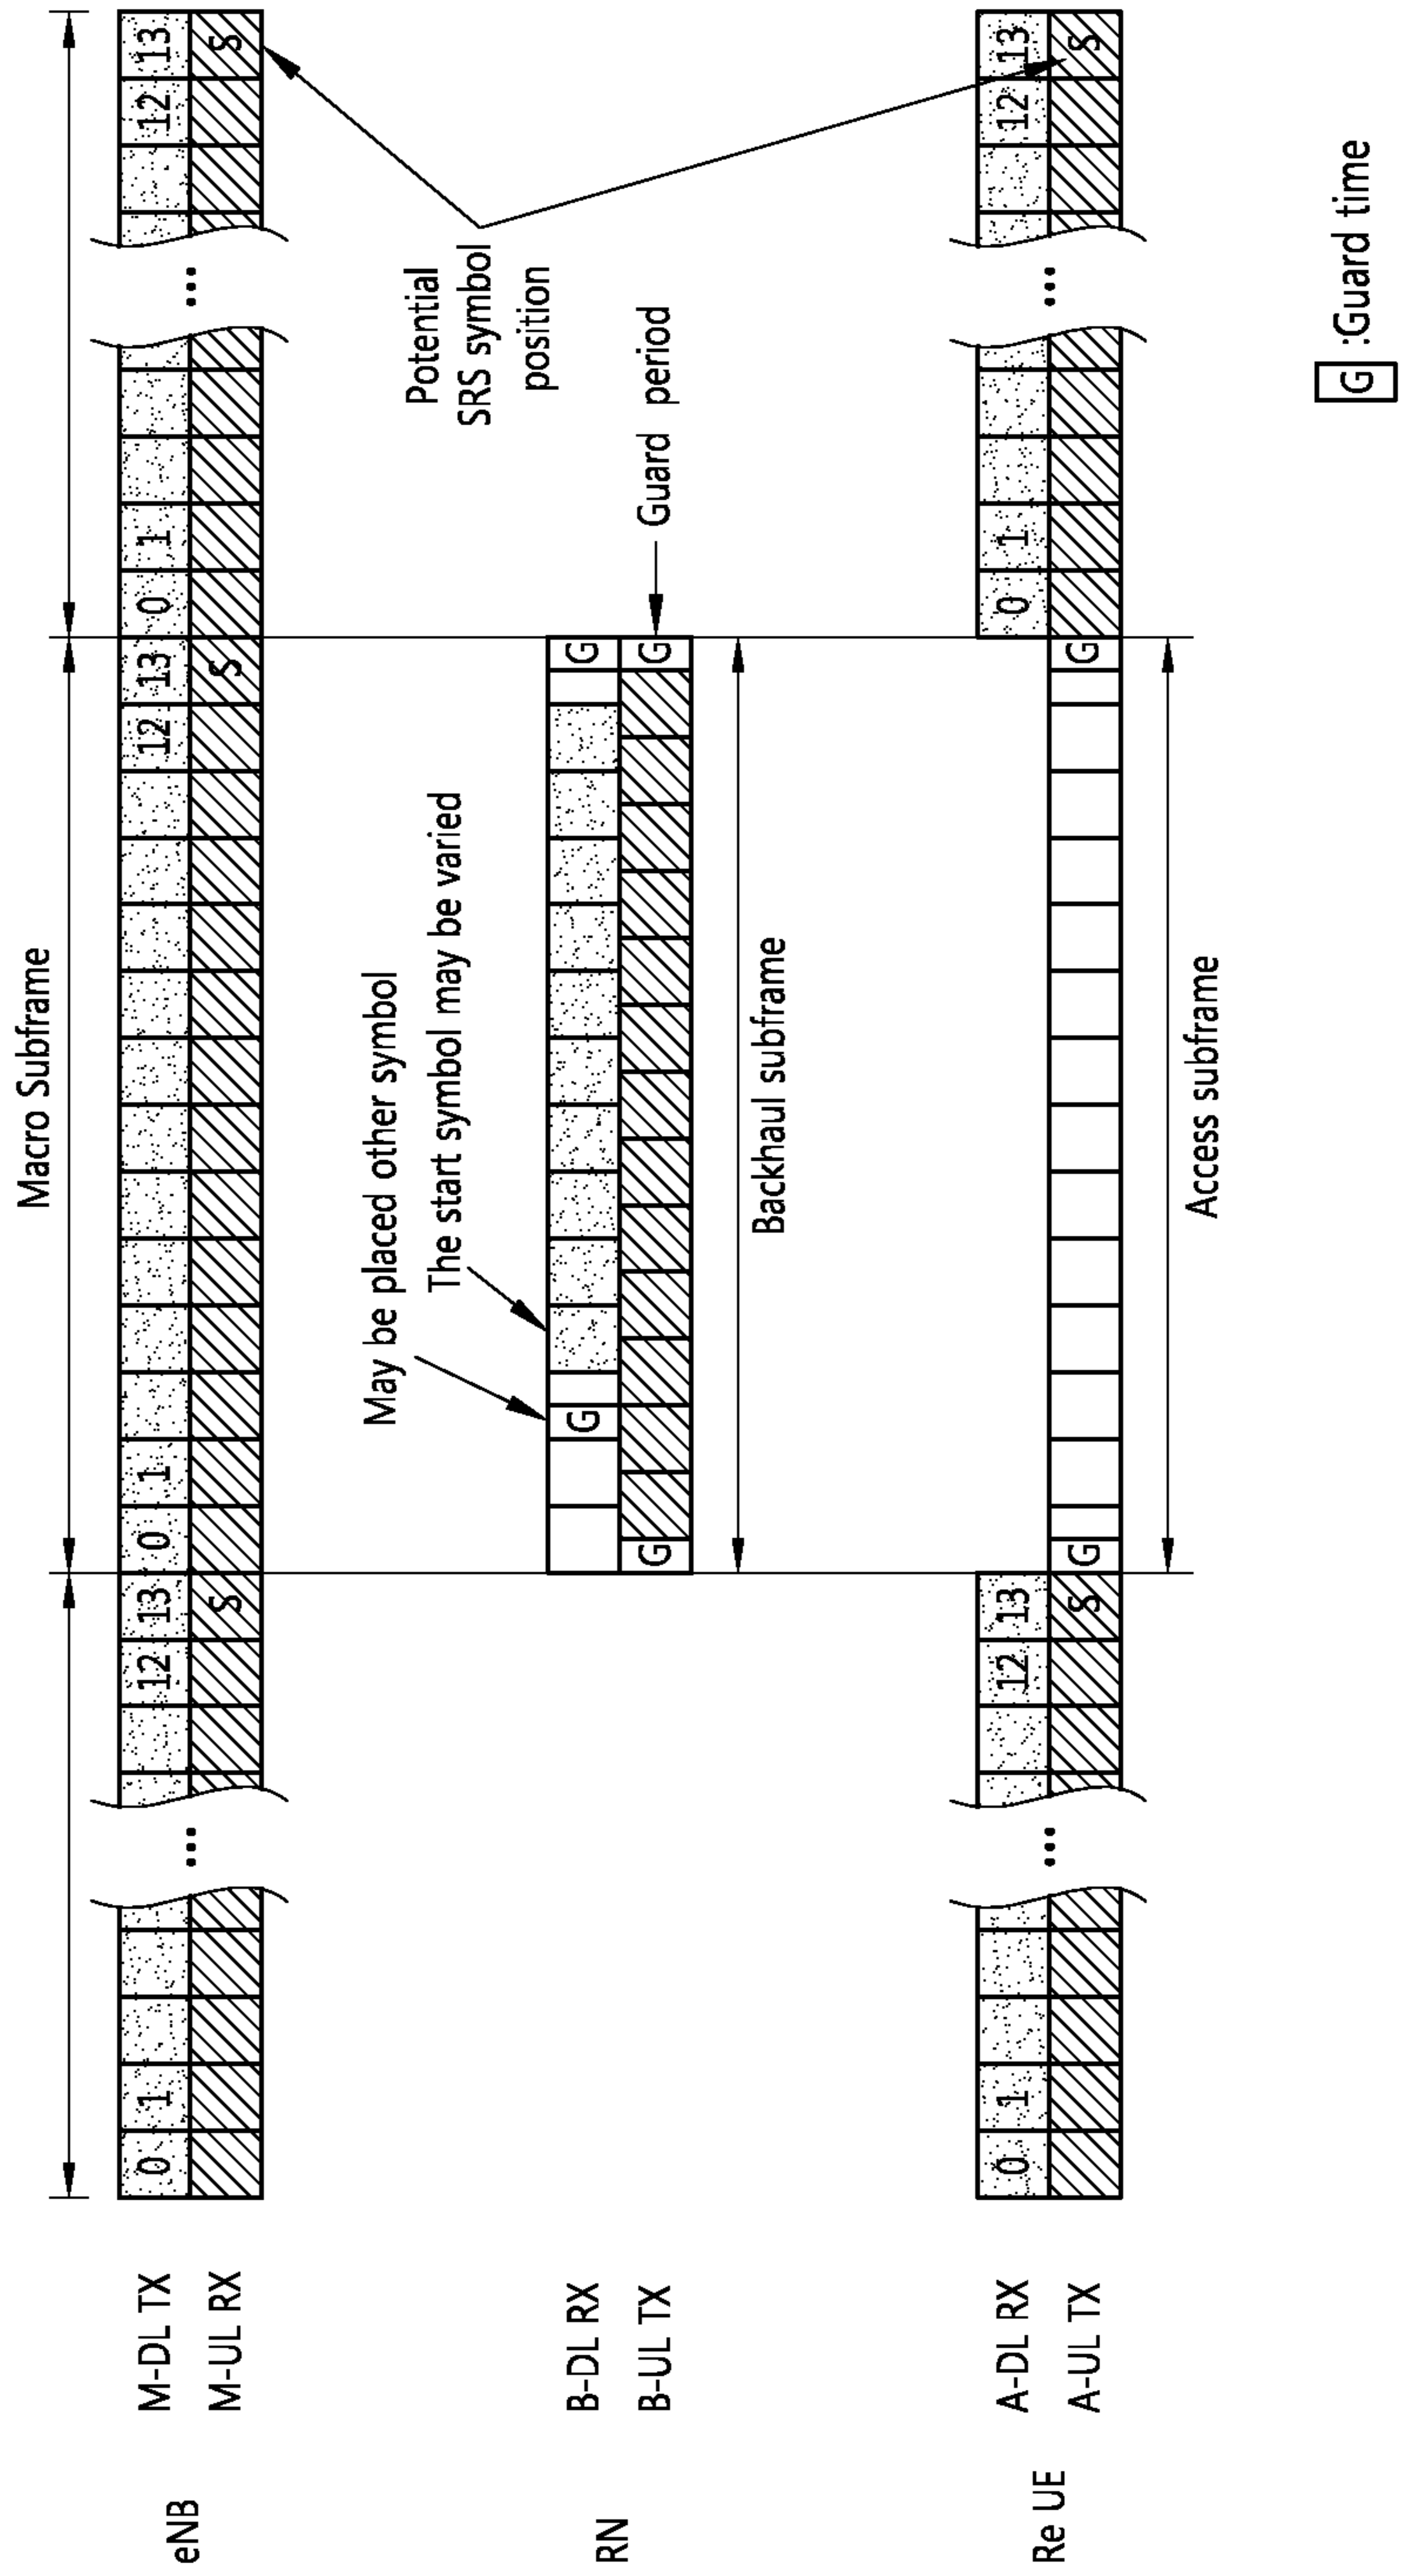 Macro Subframe
eNB
M-DL TX
0 1 ... 12 13 0 1 12 13 0 1 ... 12 13
M-UL RX
S S S
Potential
SRS symbol
position
May be placed other symbol
The start symbol may be varied
RN
B-DL RX
G G
B-UL TX
G G
Guard period
Backhaul subframe
Re UE
A-DL RX
0 1 ... 12 13 0 1 ... 12 13
A-UL TX
S G G S
Access subframe
G :Guard time